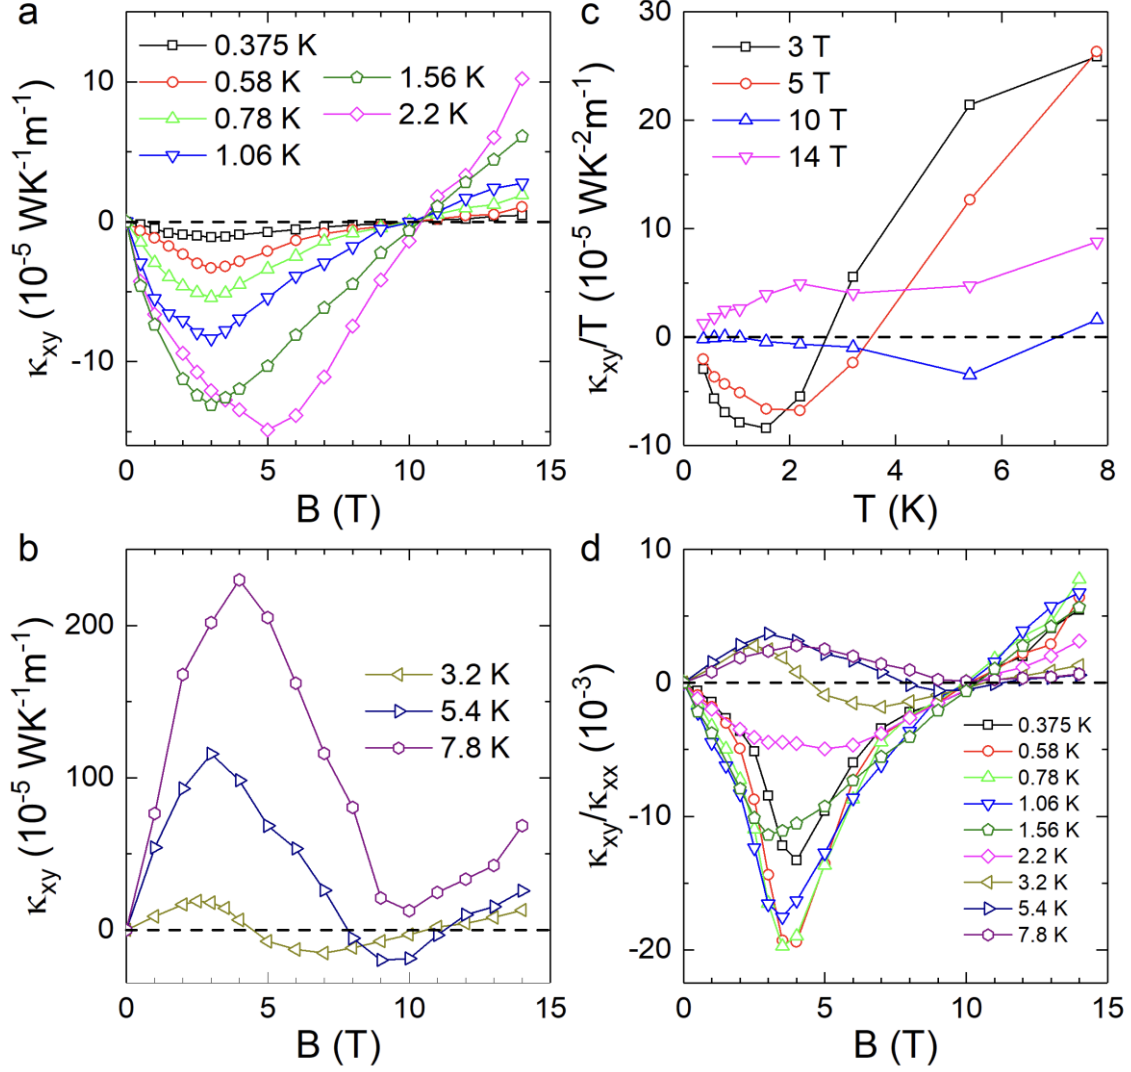 a
0.375 K
0.58 K
0.78 K
1.06 K
1.56 K
2.2 K
10
0
-10
κxy (10⁻⁵ WK⁻¹m⁻¹)
0 5 10 15
B (T)
c
3 T
5 T
10 T
14 T
30
20
10
0
-10
κxy/T (10⁻⁵ WK⁻²m⁻¹)
0 2 4 6 8
T (K)
b
3.2 K
5.4 K
7.8 K
200
100
0
κxy (10⁻⁵ WK⁻¹m⁻¹)
0 5 10 15
B (T)
d
10
0
-10
-20
κxy/κxx (10⁻³)
0.375 K
0.58 K
0.78 K
1.06 K
1.56 K
2.2 K
3.2 K
5.4 K
7.8 K
0 5 10 15
B (T)